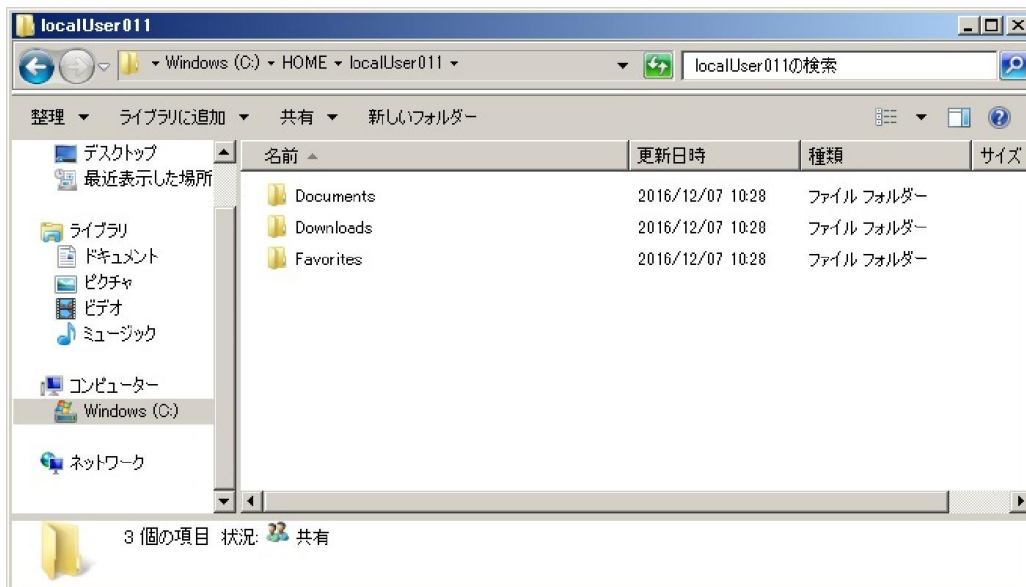 localUser011
Windows (C:) HOME localUser011
localUser011の検索
整理 ライブラリに追加 共有 新しいフォルダー
デスクトップ
最近表示した場所
ライブラリ
ドキュメント
ピクチャ
ビデオ
ミュージック
コンピューター
Windows (C:)
ネットワーク
名前 更新日時 種類 サイズ
Documents 2016/12/07 10:28 ファイル フォルダー
Downloads 2016/12/07 10:28 ファイル フォルダー
Favorites 2016/12/07 10:28 ファイル フォルダー
3 個の項目 状況: 共有